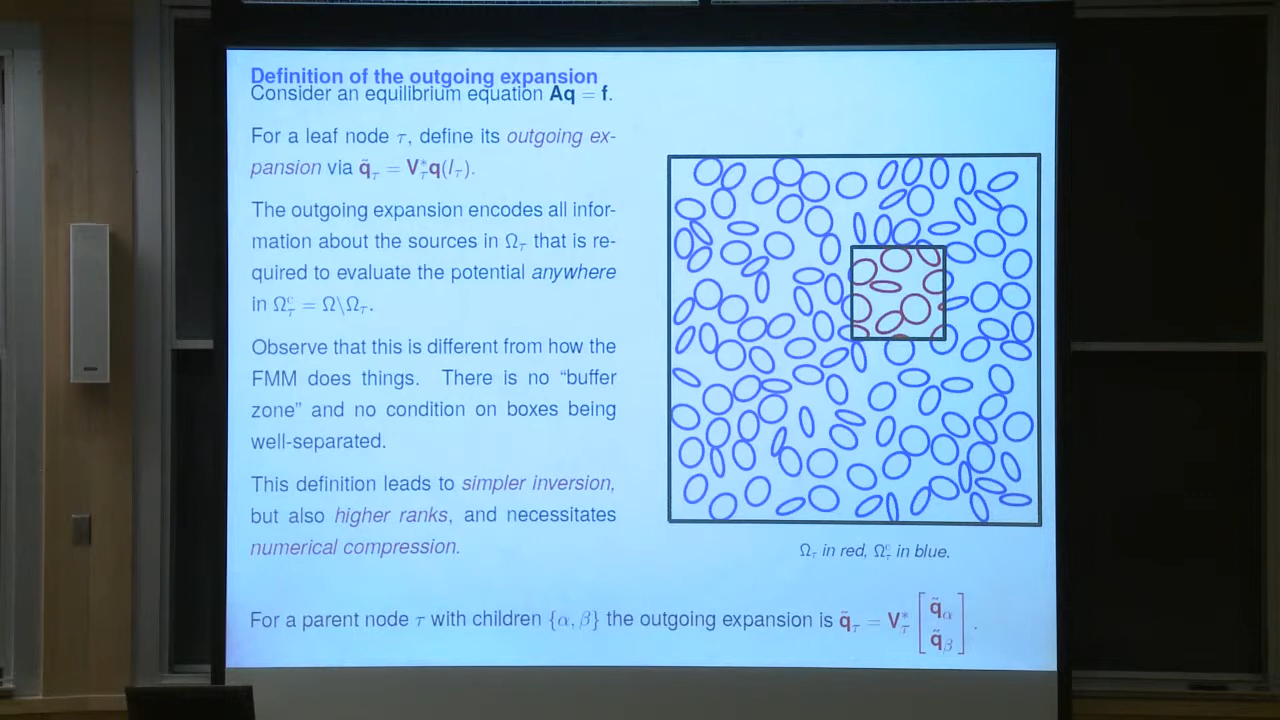 Definition of the outgoing expansion
Consider an equilibrium equation Aq = f.
For a leaf node τ, define its outgoing ex-
pansion via q̃τ = V*τ q(Iτ).
The outgoing expansion encodes all infor-
mation about the sources in Ωτ that is re-
quired to evaluate the potential anywhere
in Ωᶜτ = Ω\Ωτ.
Observe that this is different from how the
FMM does things. There is no “buffer
zone” and no condition on boxes being
well-separated.
This definition leads to simpler inversion,
but also higher ranks, and necessitates
numerical compression.
Ωτ in red, Ωᶜτ in blue.
For a parent node τ with children {α, β} the outgoing expansion is q̃τ = V*τ [q̃α q̃β].